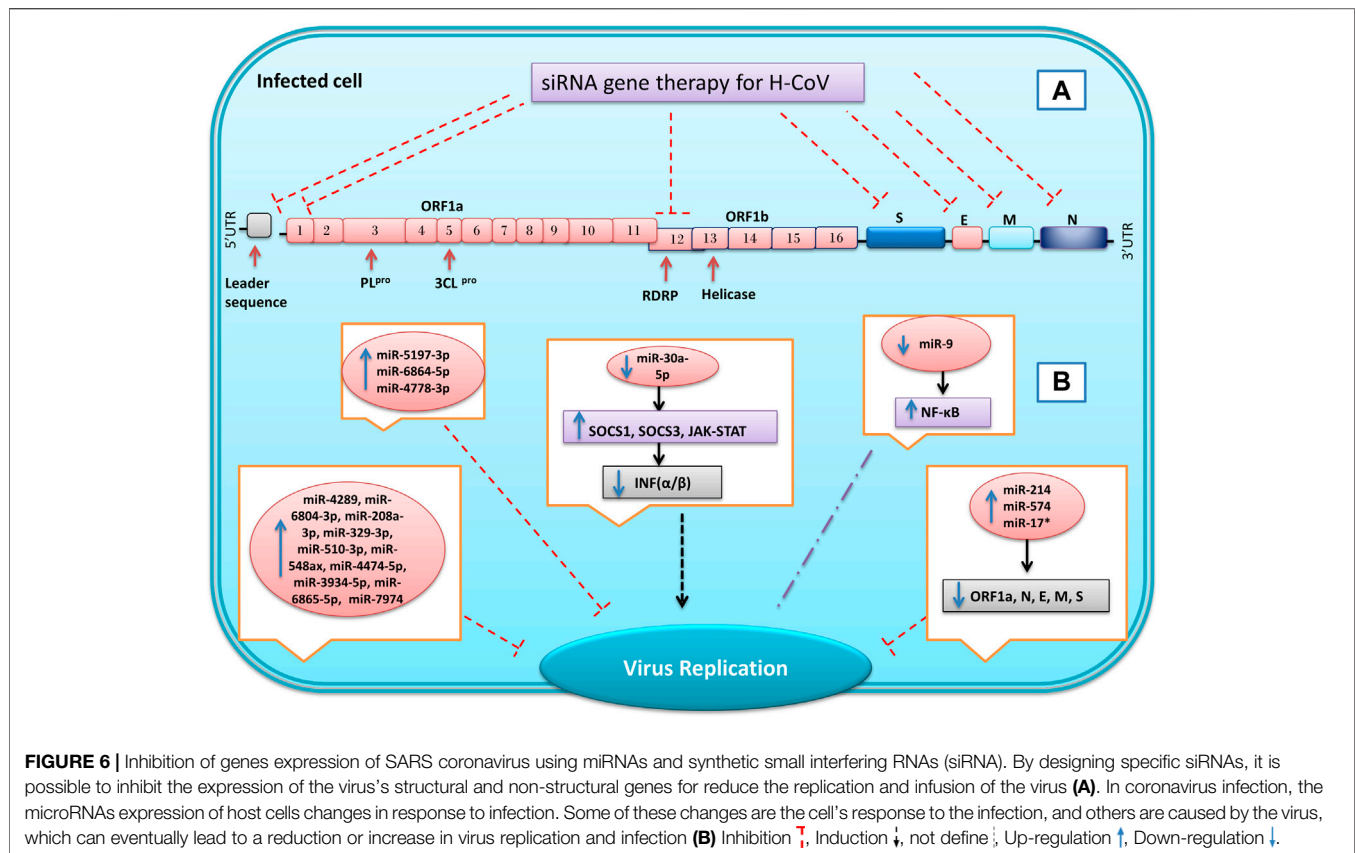 Infected cell
siRNA gene therapy for H-CoV
A
ORF1a
ORF1b
S
E
M
N
5'UTR
1 2 3 4 5 6 7 8 9 10 11 12 13 14 15 16
3'UTR
Leader
sequence
PLpro
3CL pro
RDRP
Helicase
miR-5197-3p
miR-6864-5p
miR-4778-3p
miR-30a-
5p
SOCS1, SOCS3, JAK-STAT
INF(α/β)
miR-9
NF-κB
B
miR-4289, miR-
6804-3p, miR-208a-
3p, miR-329-3p,
miR-510-3p, miR-
548ax, miR-4474-5p,
miR-3934-5p, miR-
6865-5p, miR-7974
miR-214
miR-574
miR-17*
ORF1a, N, E, M, S
Virus Replication
FIGURE 6 | Inhibition of genes expression of SARS coronavirus using miRNAs and synthetic small interfering RNAs (siRNA). By designing specific siRNAs, it is
possible to inhibit the expression of the virus's structural and non-structural genes for reduce the replication and infusion of the virus (A). In coronavirus infection, the
microRNAs expression of host cells changes in response to infection. Some of these changes are the cell's response to the infection, and others are caused by the virus,
which can eventually lead to a reduction or increase in virus replication and infection (B) Inhibition , Induction , not define , Up-regulation ↑, Down-regulation ↓.